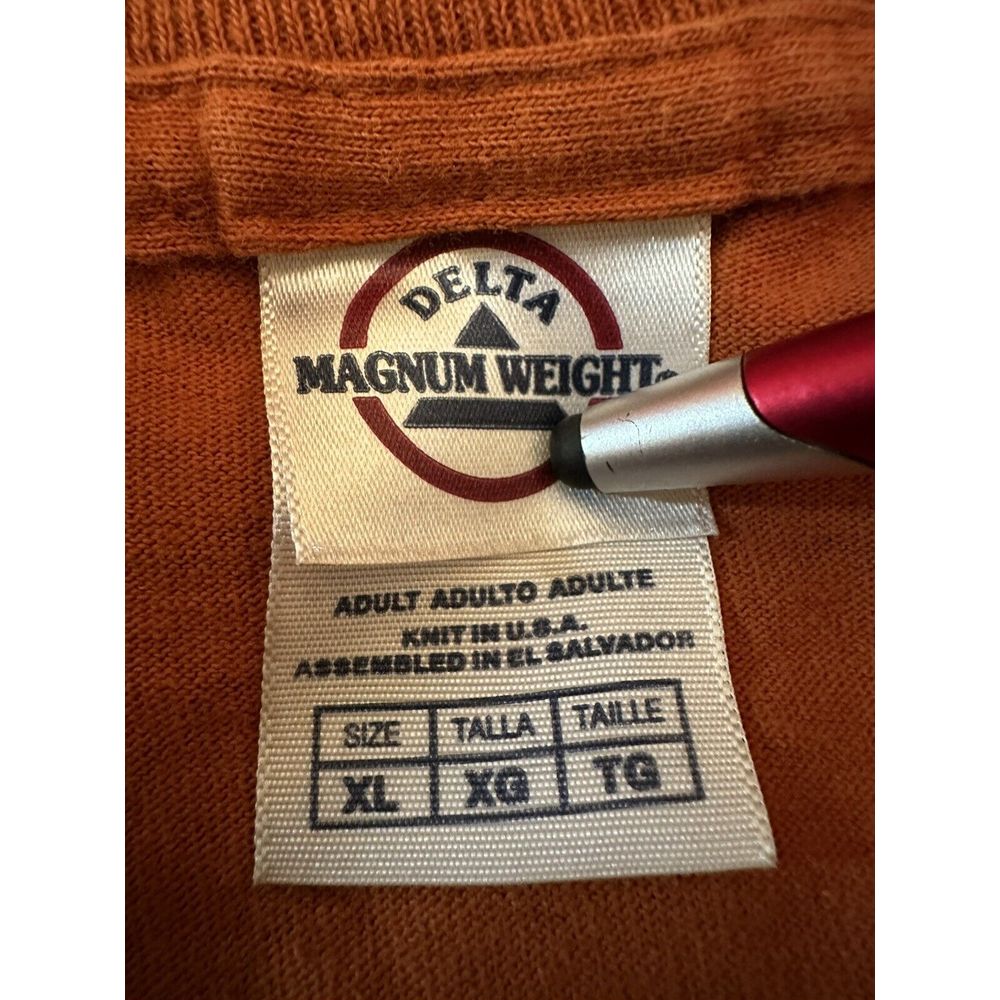 DELTA
MAGNUM WEIGHT®
ADULT ADULTO ADULTE
KNIT IN U.S.A.
ASSEMBLED IN EL SALVADOR
SIZE TALLA TAILLE
XL XG TG